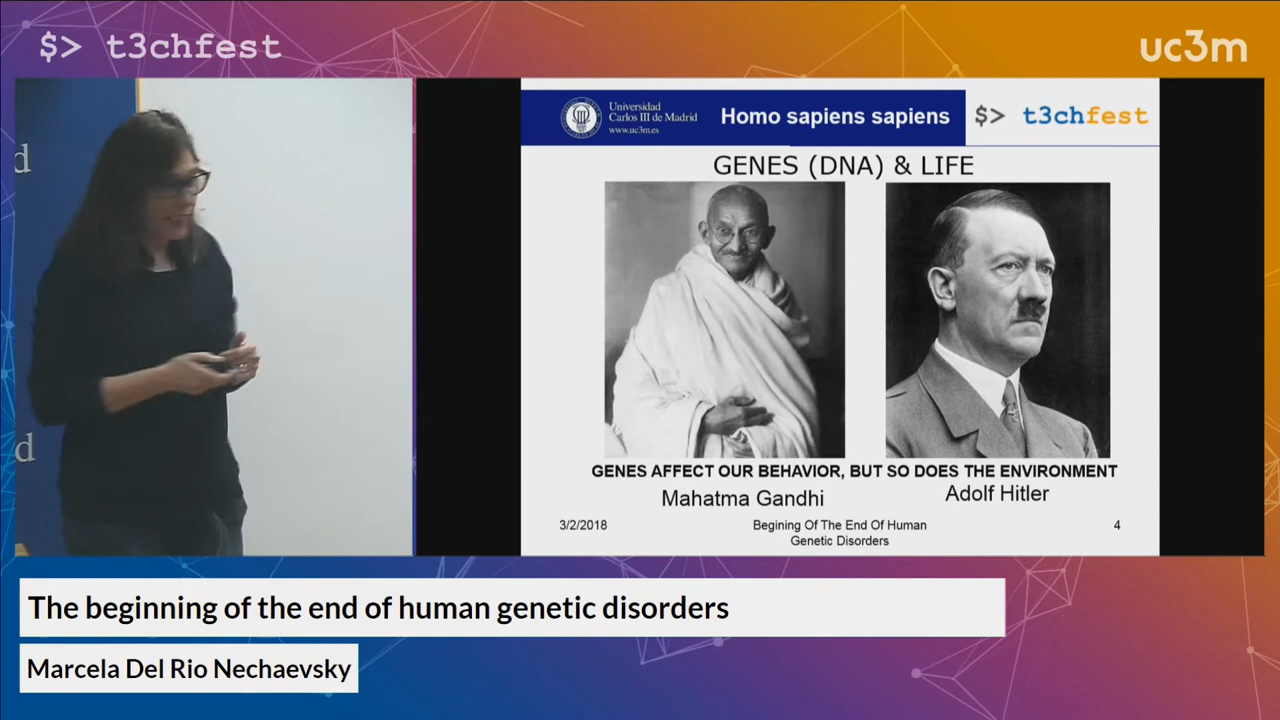 $> t3chfest
uc3m
d
d
Universidad
Carlos III de Madrid
www.uc3m.es
Homo sapiens sapiens
$> t3chfest
GENES (DNA) & LIFE
GENES AFFECT OUR BEHAVIOR, BUT SO DOES THE ENVIRONMENT
Mahatma Gandhi
Adolf Hitler
3/2/2018
Begining Of The End Of Human
Genetic Disorders
4
The beginning of the end of human genetic disorders
Marcela Del Rio Nechaevsky